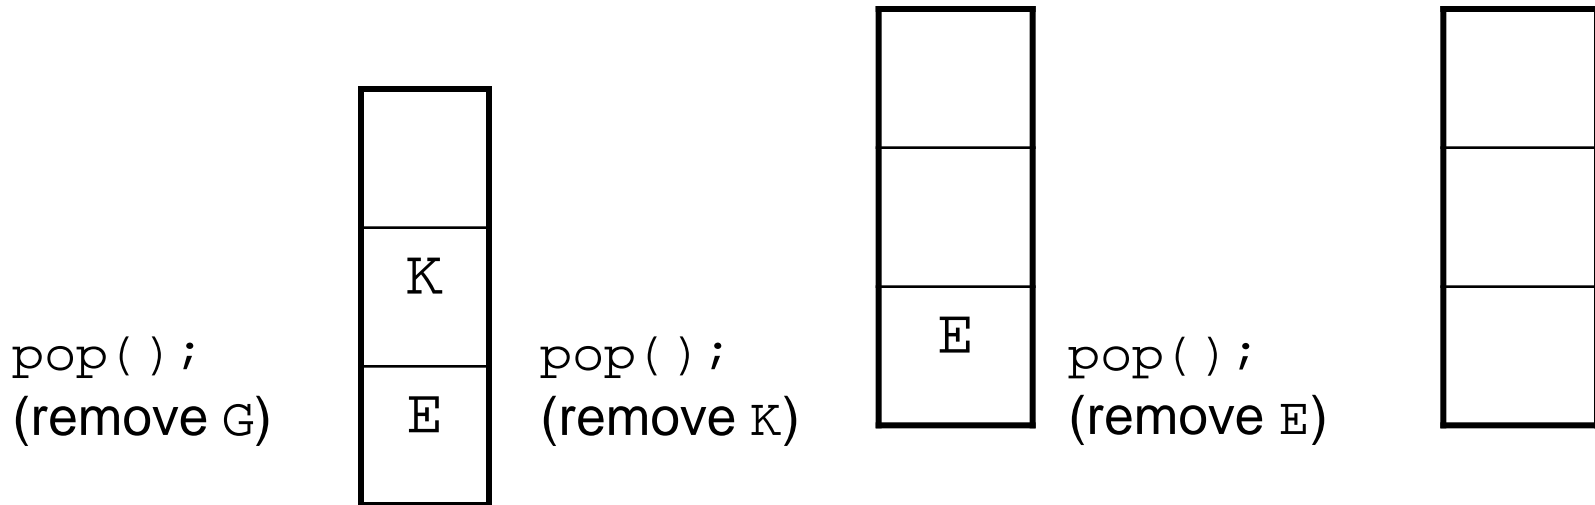 pop();
(remove G)
K
E
pop();
(remove K)
E
pop();
(remove E)